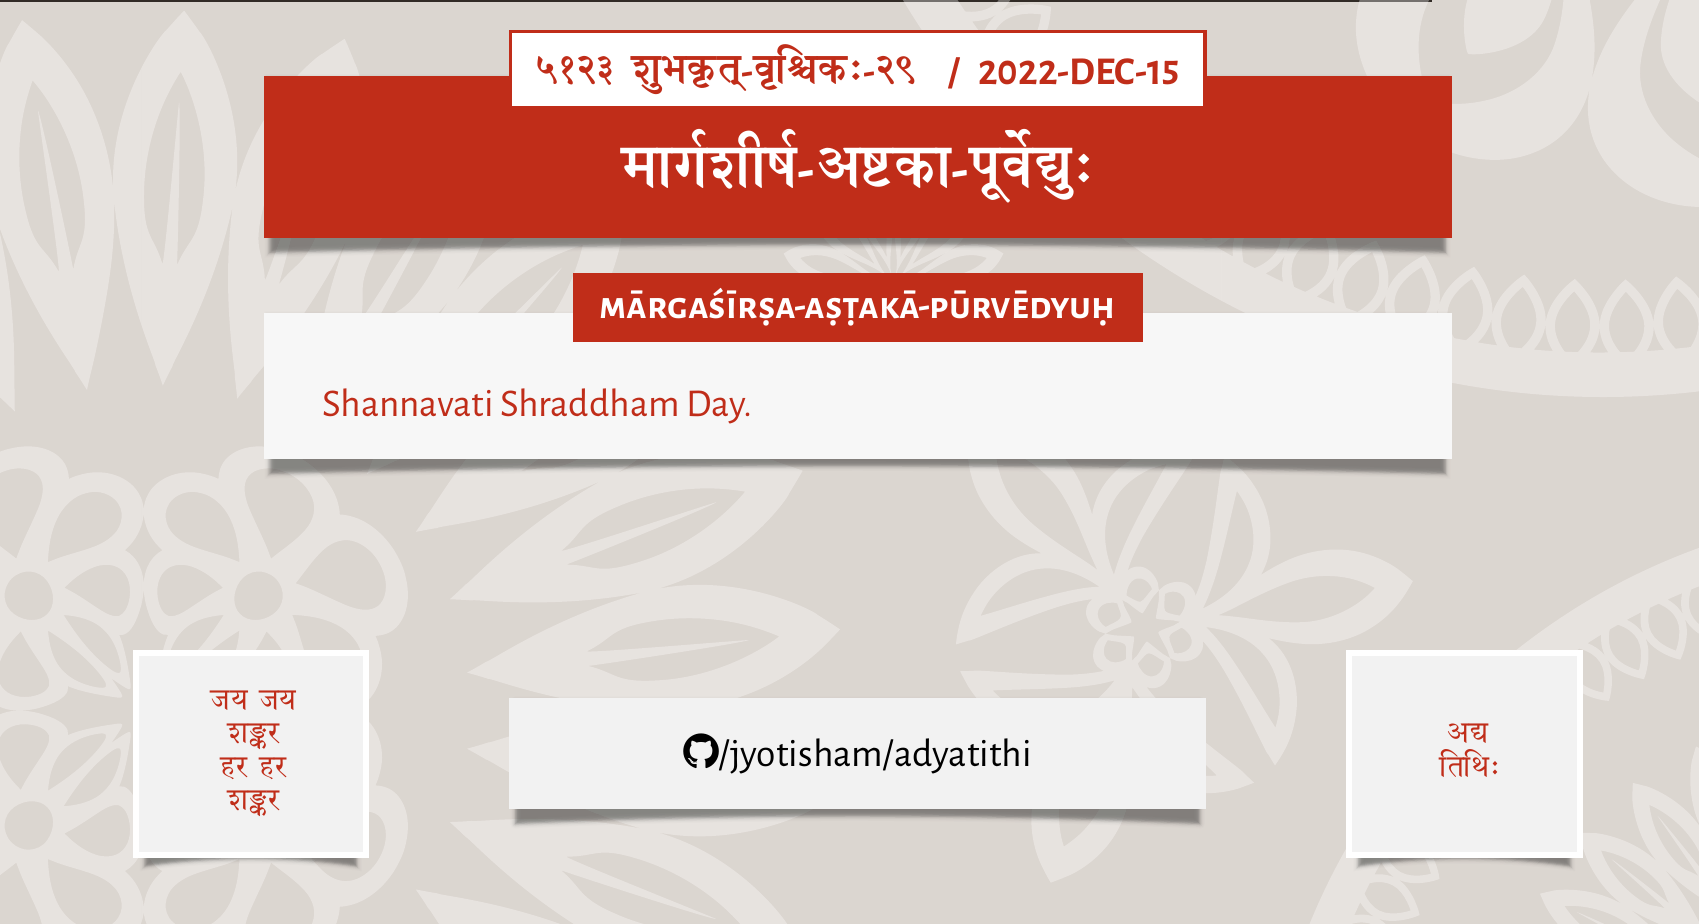 ५१२३ शुभकृत्-वृश्चिकः-२९ / 2022-DEC-15
मार्गशीर्ष-अष्टका-पूर्वेद्युः
MĀRGAŚĪRṢA-AṢṬAKĀ-PŪRVĒDYUḤ
Shannavati Shraddham Day.
जय जय
शङ्कर
हर हर
शङ्कर
/jyotisham/adyatithi
अद्य
तिथिः